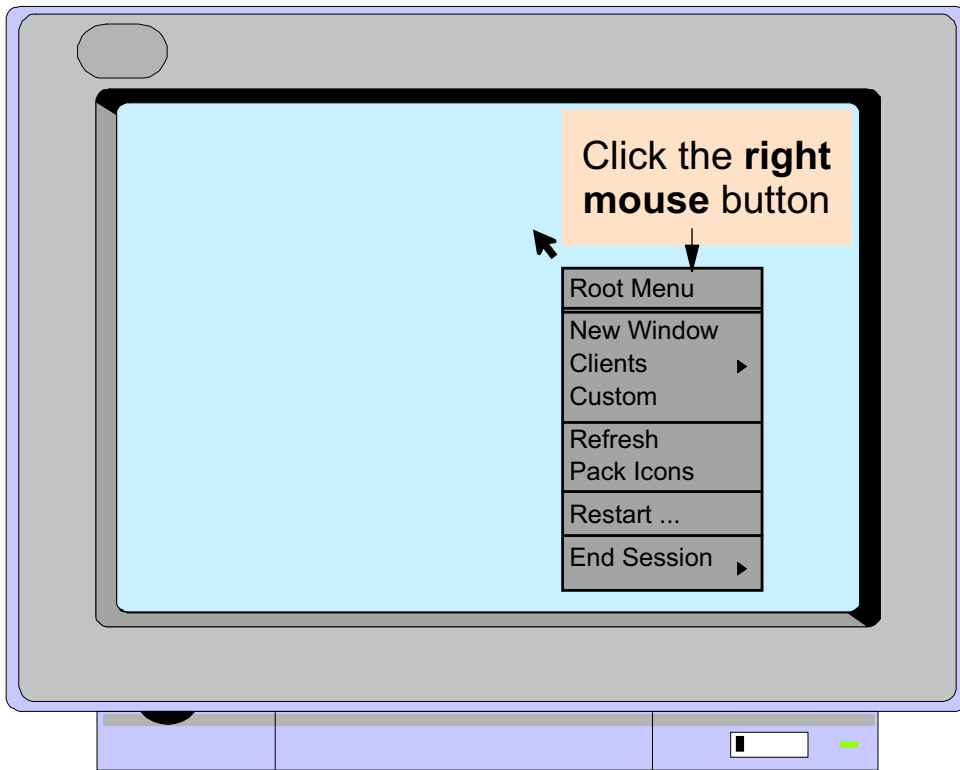 Click the right
mouse button
Root Menu
New Window
Clients
Custom
Refresh
Pack Icons
Restart ...
End Session